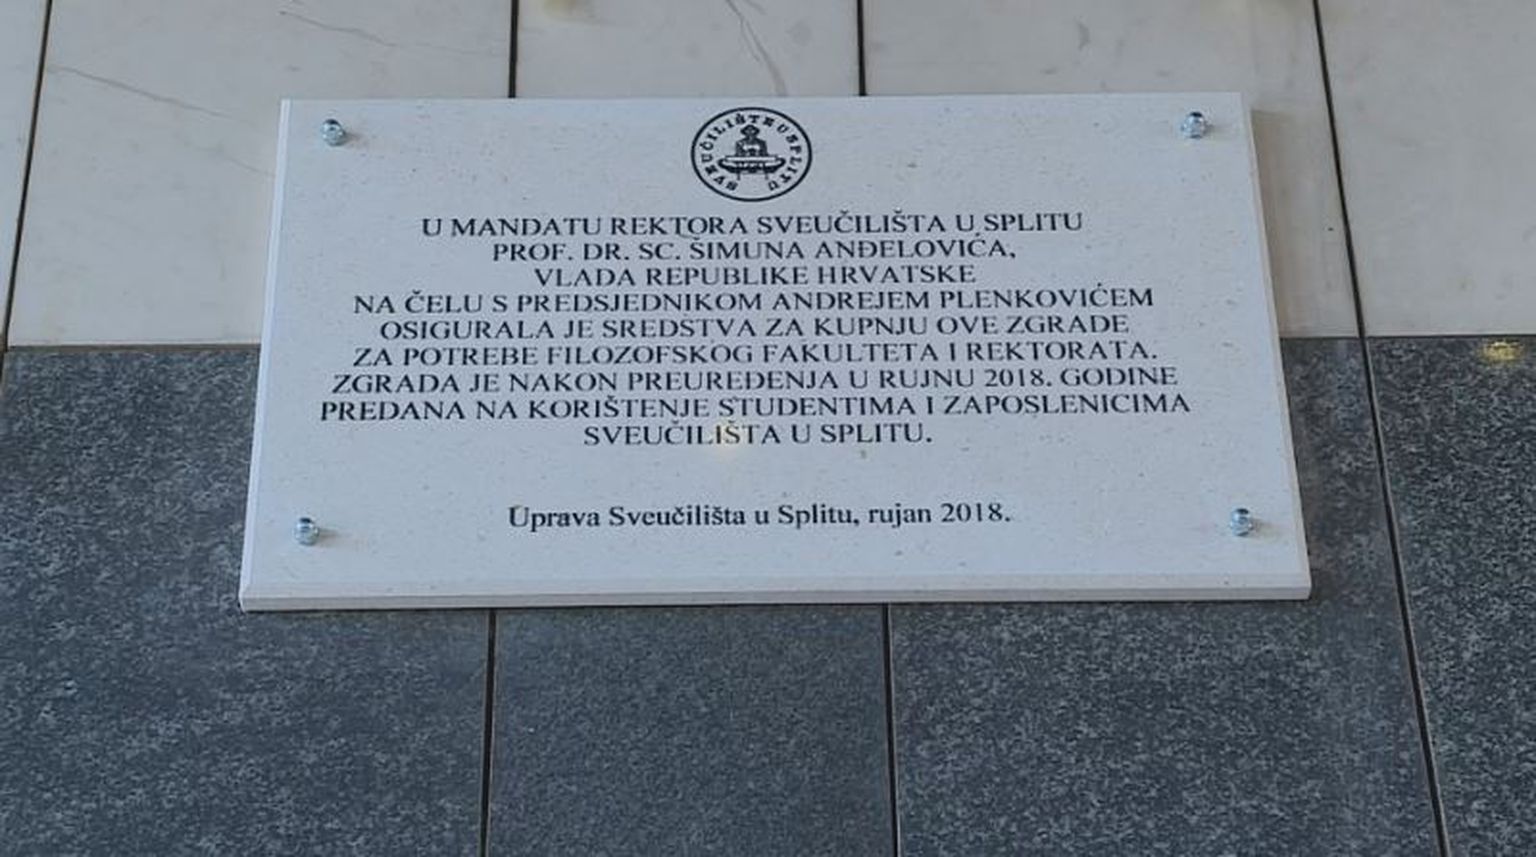 SVEUČILIŠTE U SPLITU
U MANDATU REKTORA SVEUČILIŠTA U SPLITU
PROF. DR. SC. ŠIMUNA ANĐELOVIĆA,
VLADA REPUBLIKE HRVATSKE
NA ČELU S PREDSJEDNIKOM ANDREJEM PLENKOVIĆEM
OSIGURALA JE SREDSTVA ZA KUPNJU OVE ZGRADE
ZA POTREBE FILOZOFSKOG FAKULTETA I REKTORATA.
ZGRADA JE NAKON PREUREĐENJA U RUJNU 2018. GODINE
PREDANA NA KORIŠTENJE STUDENTIMA I ZAPOSLENICIMA
SVEUČILIŠTA U SPLITU.
Uprava Sveučilišta u Splitu, rujan 2018.